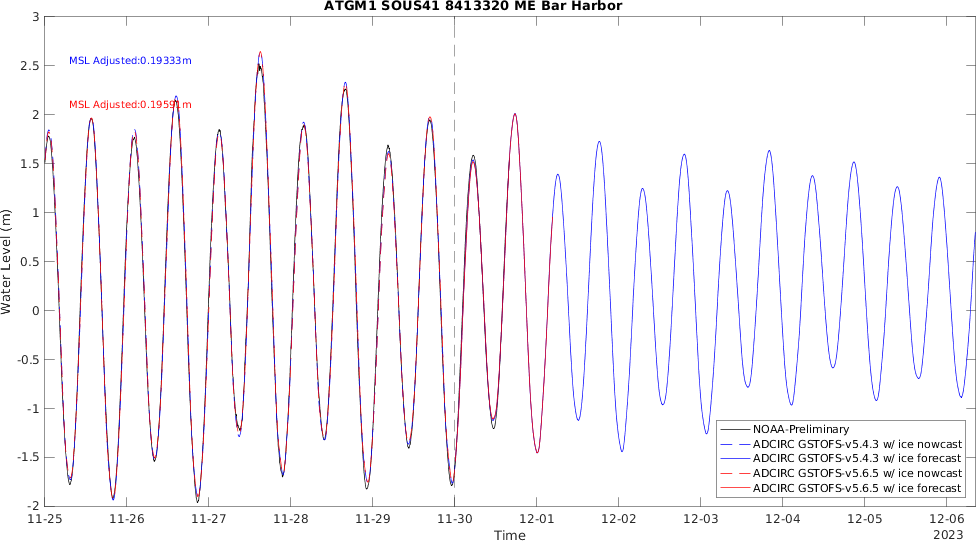 ATGM1 SOUS41 8413320 ME Bar Harbor
3
2.5
2
1.5
1
0.5
0
-0.5
-1
-1.5
-2
Water Level (m)
MSL Adjusted:0.19333m
MSL Adjusted:0.19591m
NOAA-Preliminary
ADCIRC GSTOFS-v5.4.3 w/ ice nowcast
ADCIRC GSTOFS-v5.4.3 w/ ice forecast
ADCIRC GSTOFS-v5.6.5 w/ ice nowcast
ADCIRC GSTOFS-v5.6.5 w/ ice forecast
11-25 11-26 11-27 11-28 11-29 11-30 12-01 12-02 12-03 12-04 12-05 12-06
2023
Time